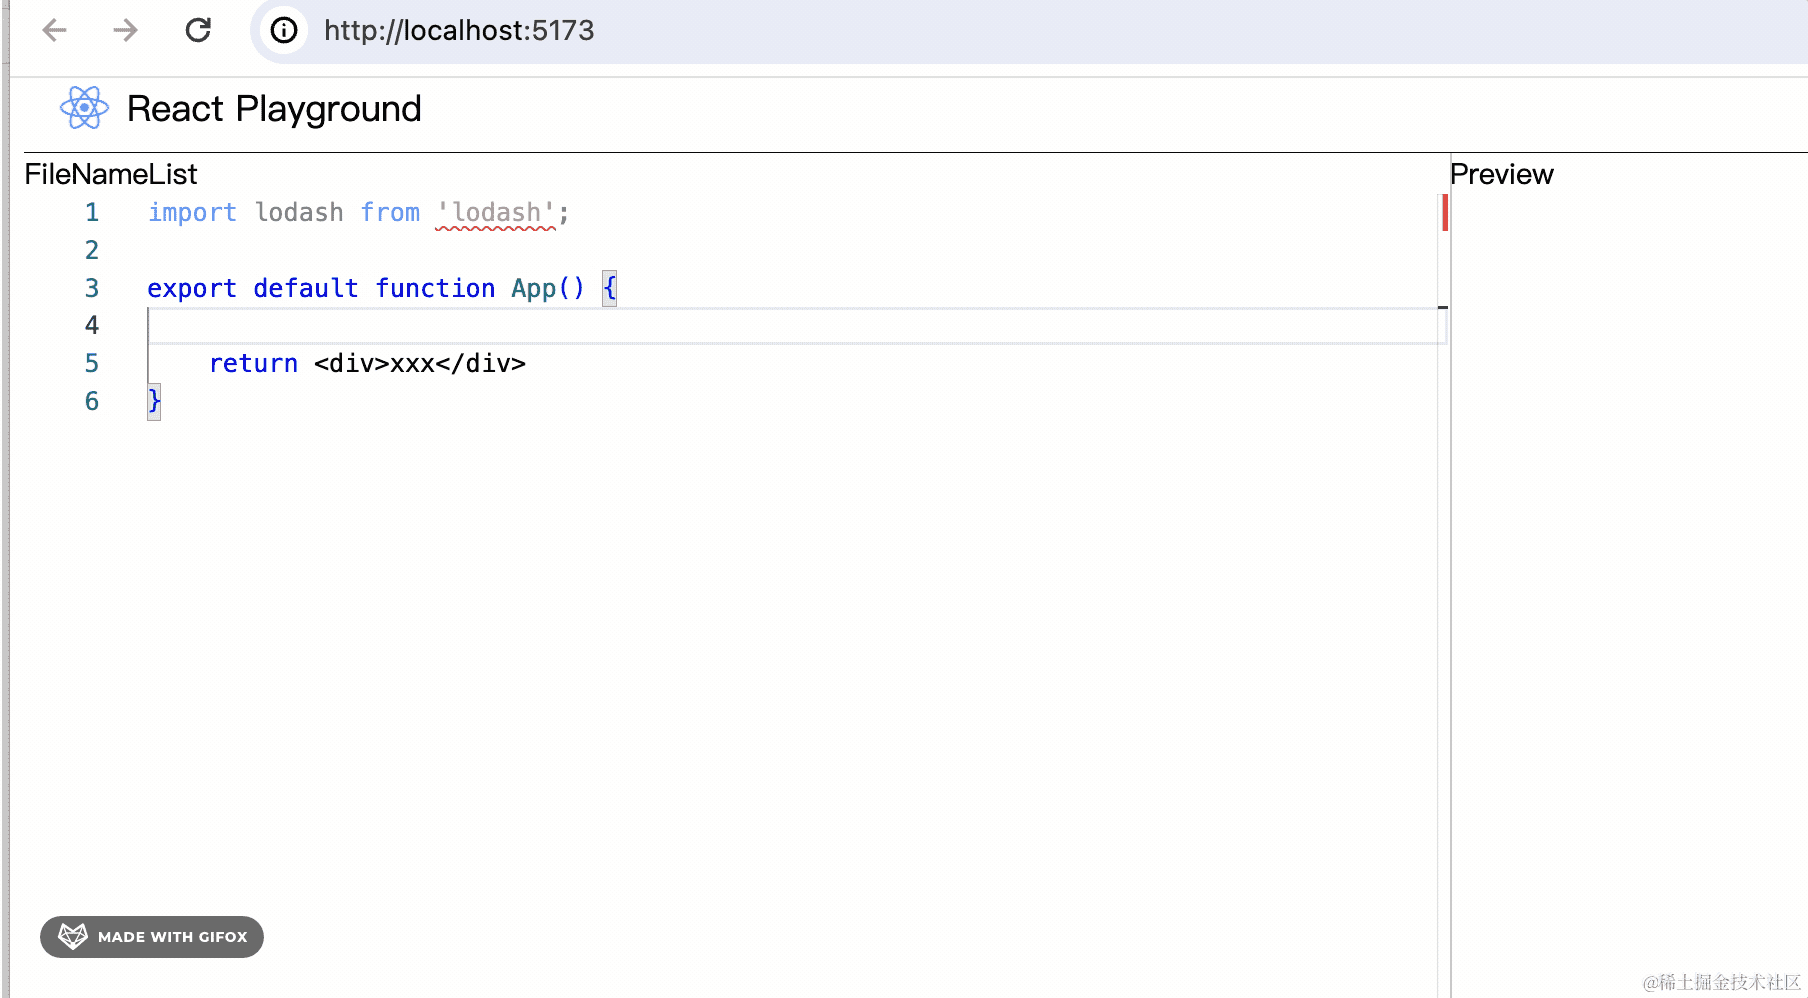 http://localhost:5173
React Playground
FileNameList
Preview
1 import lodash from 'lodash';
2
3 export default function App() {
4
5     return <div>xxx</div>
6 }
MADE WITH GIFOX
@稀土掘金技术社区